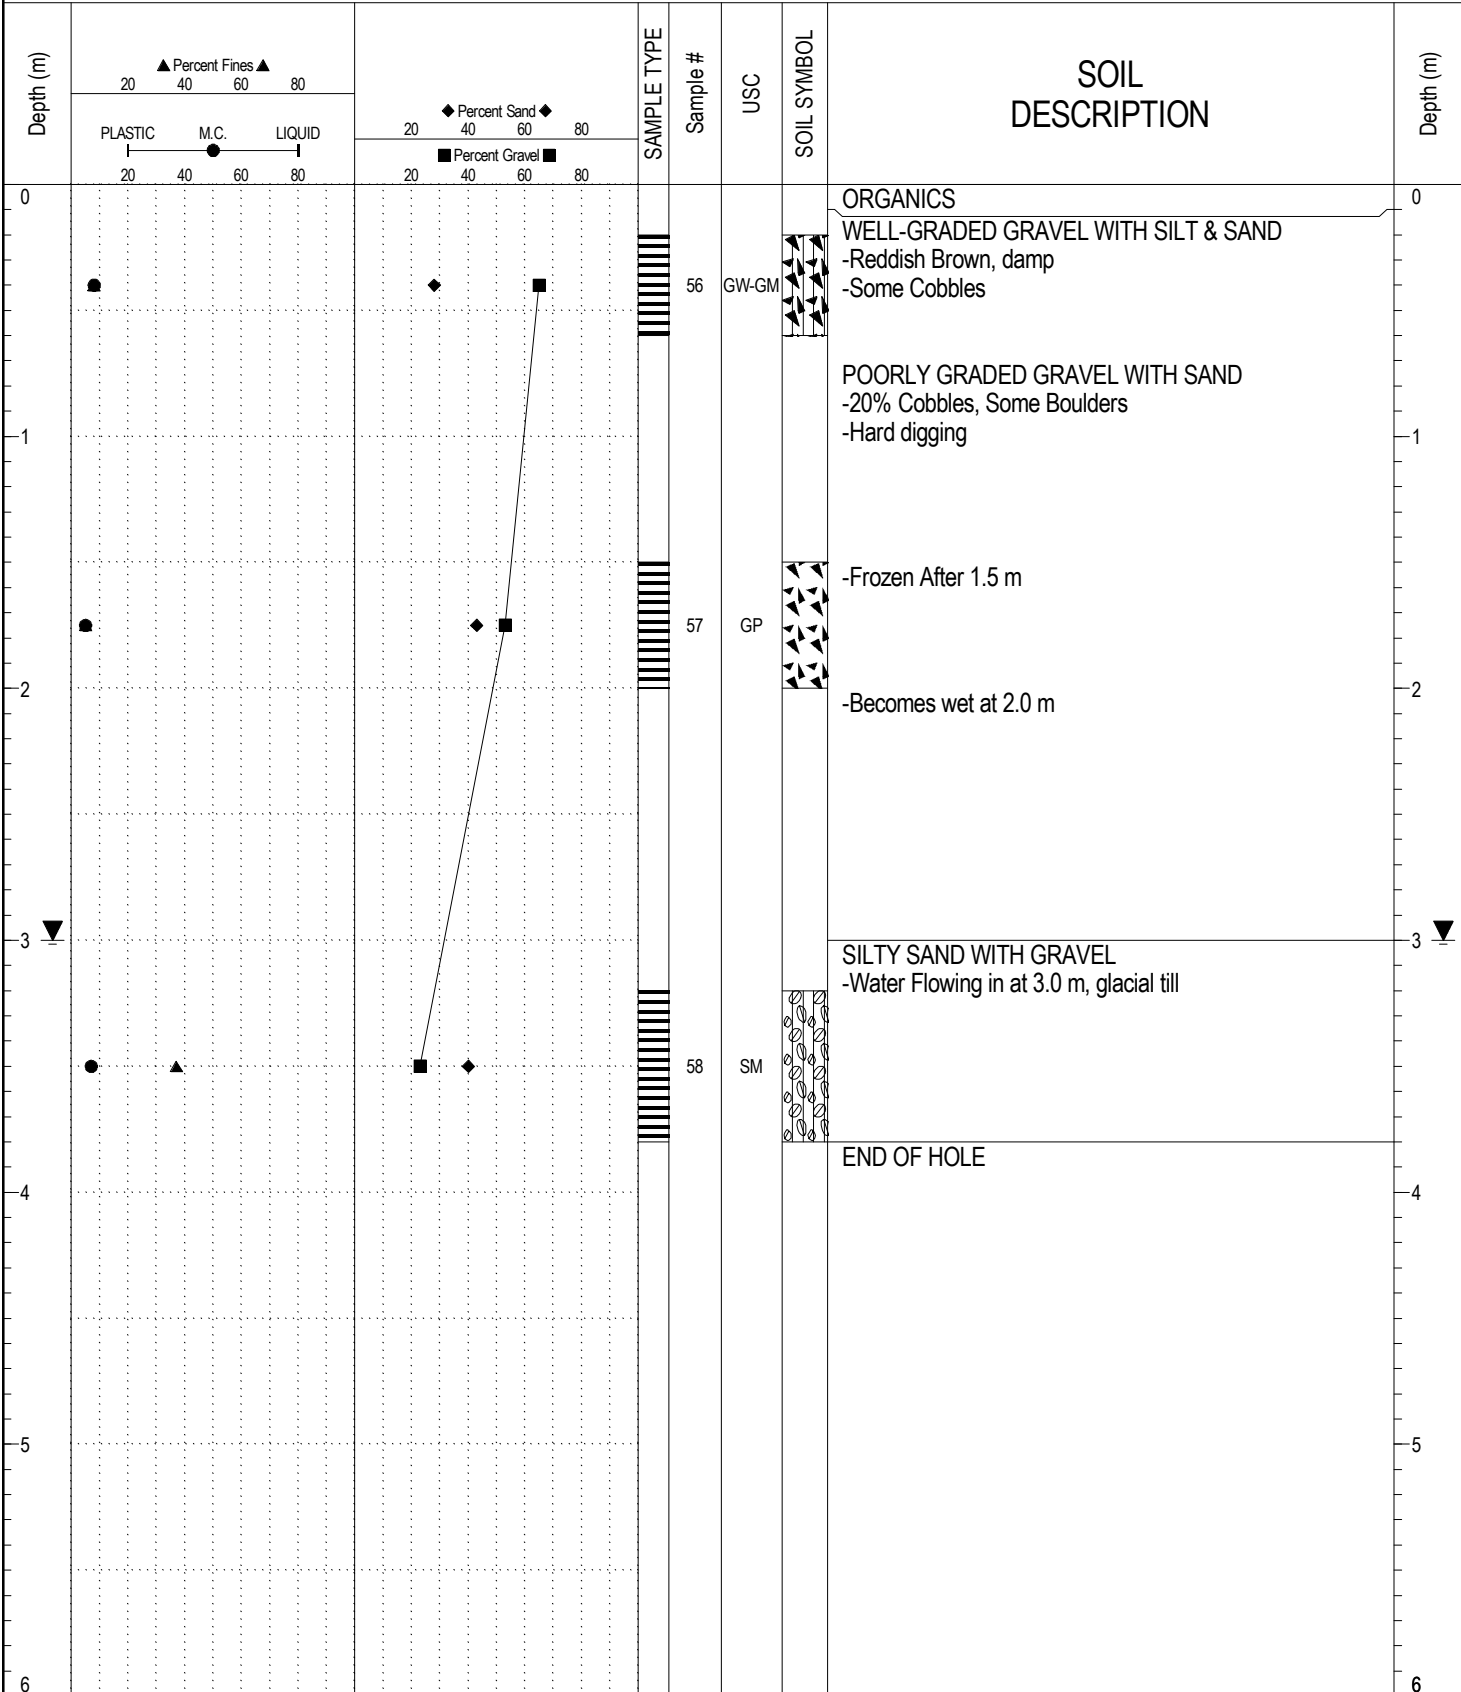 Depth (m)
▲ Percent Fines ▲
20 40 60 80
PLASTIC M.C. LIQUID
20 40 60 80
◆ Percent Sand ◆
20 40 60 80
■ Percent Gravel ■
20 40 60 80
SAMPLE TYPE
Sample #
USC
SOIL SYMBOL
SOIL
DESCRIPTION
Depth (m)
0 ORGANICS 0
WELL-GRADED GRAVEL WITH SILT & SAND
-Reddish Brown, damp
56 GW-GM -Some Cobbles
POORLY GRADED GRAVEL WITH SAND
-20% Cobbles, Some Boulders
1 -Hard digging 1
-Frozen After 1.5 m
57 GP
2 -Becomes wet at 2.0 m 2
3 3
SILTY SAND WITH GRAVEL
-Water Flowing in at 3.0 m, glacial till
58 SM
END OF HOLE
4 4
5 5
6 6